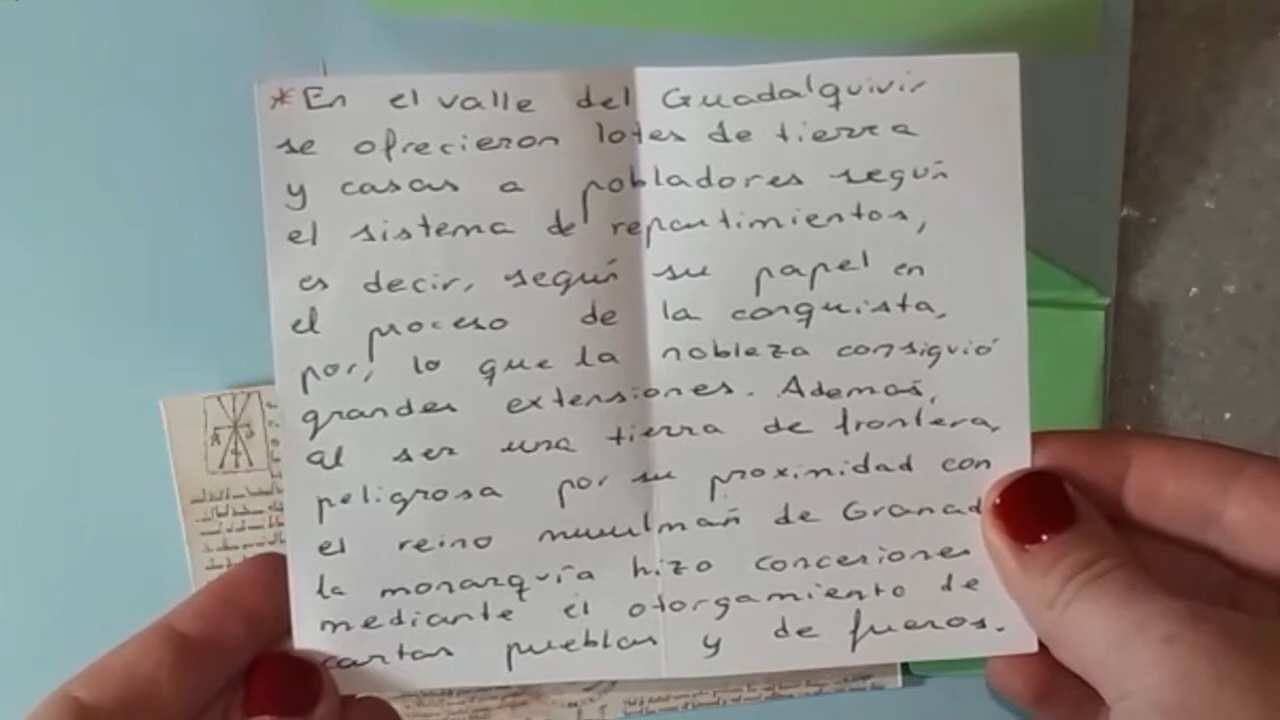 *En el valle del Guadalquivir
se ofrecieron lotes de tierra
y casas a pobladores según
el sistema de repartimientos,
es decir, según su papel en
el proceso de la conquista,
por, lo que la nobleza consiguió
grandes extensiones. Además,
al ser una tierra de frontera,
peligrosa por su proximidad con
el reino musulmán de Granad
la monarquía hizo concesiones
mediante el otorgamiento de
cartas pueblas y de fueros.